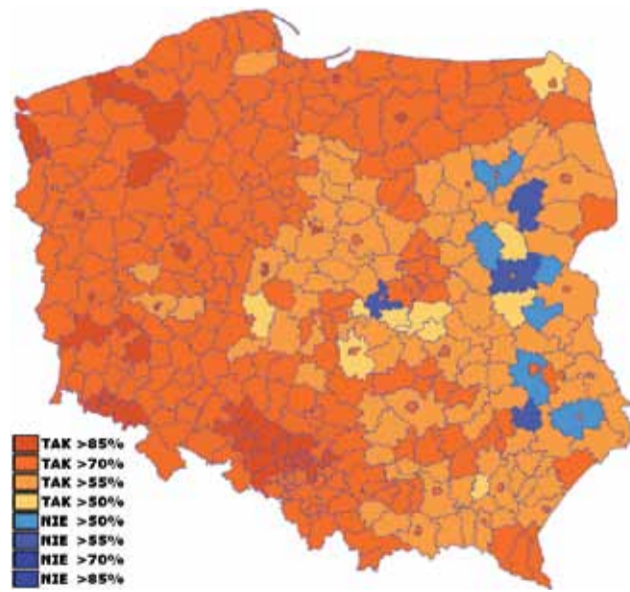 TAK >85%
TAK >70%
TAK >55%
TAK >50%
NIE >50%
NIE >55%
NIE >70%
NIE >85%